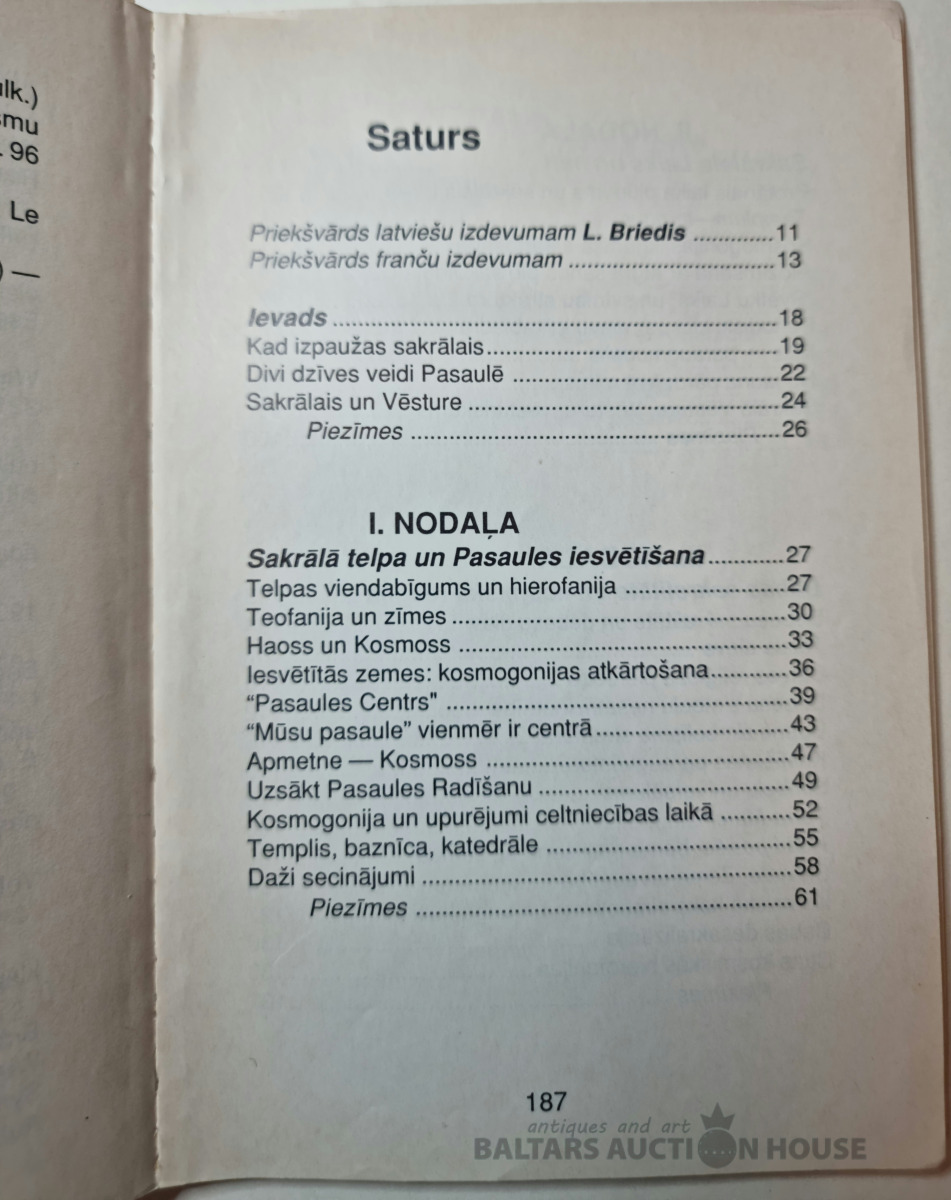 lk.)
smu
. 96
Le
) —
Saturs
Priekšvārds latviešu izdevumam L. Briedis .............11
Priekšvārds franču izdevumam ..................................13
Ievads .........................................................................18
Kad izpaužas sakrālais................................................19
Divi dzīves veidi Pasaulē ............................................22
Sakrālais un Vēsture ...................................................24
Piezīmes .............................................................26
I. NODAĻA
Sakrālā telpa un Pasaules iesvētīšana............27
Telpas viendabīgums un hierofanija ..........................27
Teofanija un zīmes .......................................................30
Haoss un Kosmoss ......................................................33
Iesvētītās zemes: kosmogonijas atkārtošana............36
“Pasaules Centrs" ........................................................39
“Mūsu pasaule” vienmēr ir centrā................................43
Apmetne — Kosmoss ..................................................47
Uzsākt Pasaules Radīšanu .........................................49
Kosmogonija un upurējumi celtniecības laikā ...........52
Templis, baznīca, katedrāle ........................................55
Daži secinājumi ............................................................58
Piezīmes .............................................................61
187
antiques and art
BALTARS AUCTION HOUSE